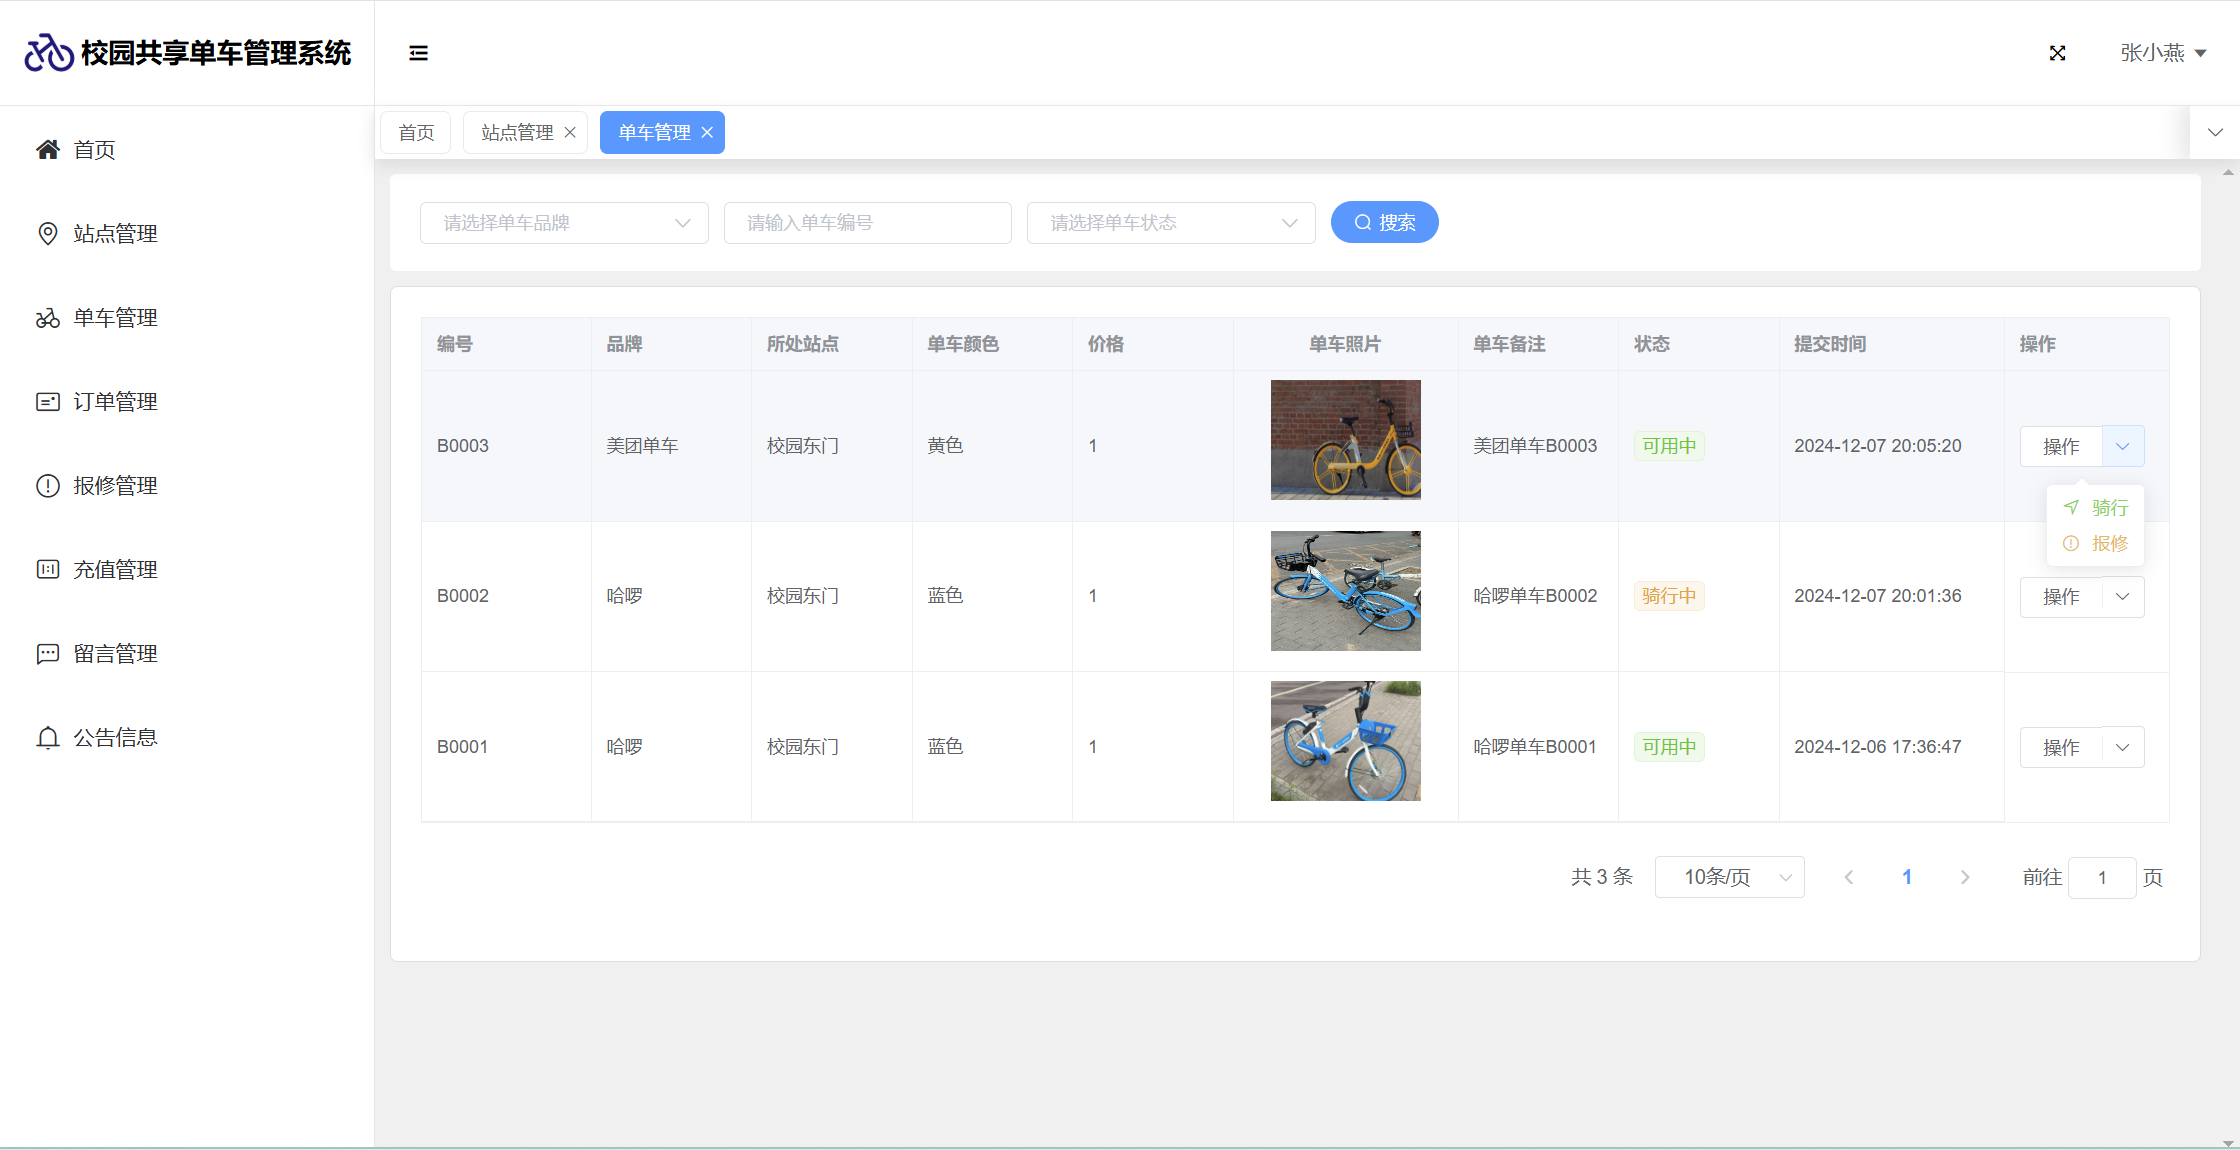 校园共享单车管理系统
张小燕
首页
站点管理
单车管理
订单管理
报修管理
充值管理
留言管理
公告信息
首页 站点管理 单车管理
请选择单车品牌 请输入单车编号 请选择单车状态 搜索
编号 品牌 所处站点 单车颜色 价格 单车照片 单车备注 状态 提交时间 操作
B0003 美团单车 校园东门 黄色 1 美团单车B0003 可用中 2024-12-07 20:05:20 操作
骑行
报修
B0002 哈啰 校园东门 蓝色 1 哈啰单车B0002 骑行中 2024-12-07 20:01:36 操作
B0001 哈啰 校园东门 蓝色 1 哈啰单车B0001 可用中 2024-12-06 17:36:47 操作
共 3 条 10条/页 1 前往 1 页